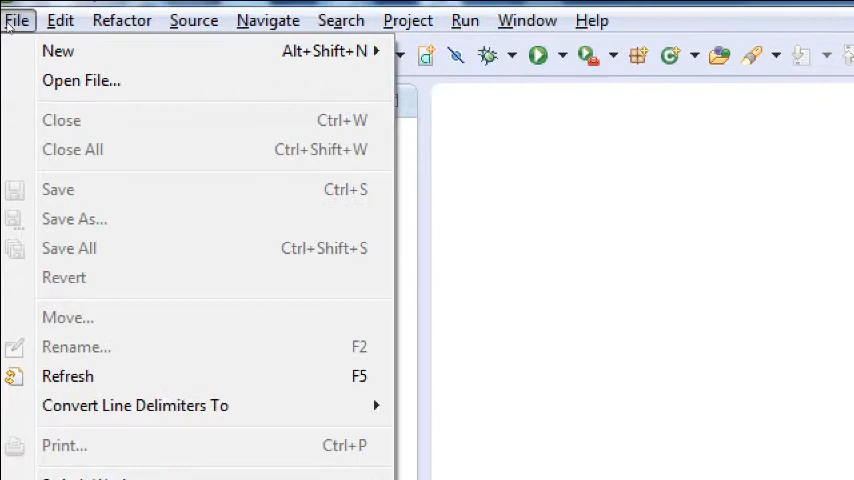 File Edit Refactor Source Navigate Search Project Run Window Help
New Alt+Shift+N
Open File...
Close Ctrl+W
Close All Ctrl+Shift+W
Save Ctrl+S
Save As...
Save All Ctrl+Shift+S
Revert
Move...
Rename... F2
Refresh F5
Convert Line Delimiters To
Print... Ctrl+P